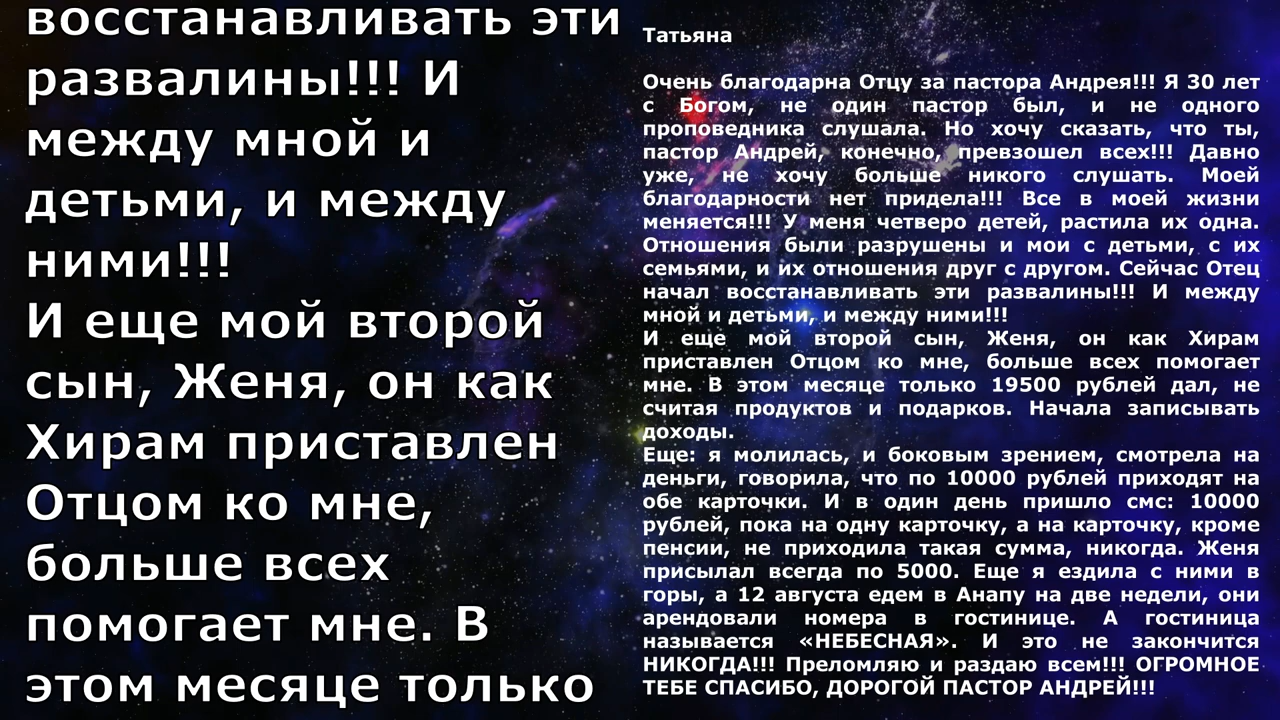 восстанавливать эти
развалины!!! И
между мной и
детьми, и между
ними!!!
И еще мой второй
сын, Женя, он как
Хирам приставлен
Отцом ко мне,
больше всех
помогает мне. В
этом месяце только
Татьяна
Очень благодарна Отцу за пастора Андрея!!! Я 30 лет
с Богом, не один пастор был, и не одного
проповедника слушала. Но хочу сказать, что ты,
пастор Андрей, конечно, превзошел всех!!! Давно
уже, не хочу больше никого слушать. Моей
благодарности нет придела!!! Все в моей жизни
меняется!!! У меня четверо детей, растила их одна.
Отношения были разрушены и мои с детьми, с их
семьями, и их отношения друг с другом. Сейчас Отец
начал восстанавливать эти развалины!!! И между
мной и детьми, и между ними!!!
И еще мой второй сын, Женя, он как Хирам
приставлен Отцом ко мне, больше всех помогает
мне. В этом месяце только 19500 рублей дал, не
считая продуктов и подарков. Начала записывать
доходы.
Еще: я молилась, и боковым зрением, смотрела на
деньги, говорила, что по 10000 рублей приходят на
обе карточки. И в один день пришло смс: 10000
рублей, пока на одну карточку, а на карточку, кроме
пенсии, не приходила такая сумма, никогда. Женя
присылал всегда по 5000. Еще я ездила с ними в
горы, а 12 августа едем в Анапу на две недели, они
арендовали номера в гостинице. А гостиница
называется «НЕБЕСНАЯ». И это не закончится
НИКОГДА!!! Преломляю и раздаю всем!!! ОГРОМНОЕ
ТЕБЕ СПАСИБО, ДОРОГОЙ ПАСТОР АНДРЕЙ!!!